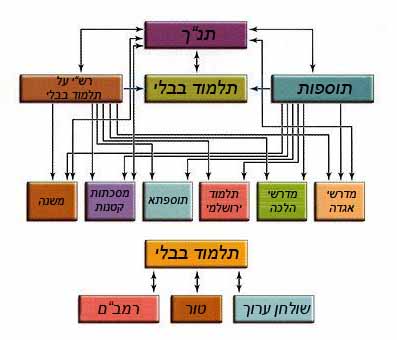 תנ"ך
תוספות
תלמוד בבלי
רש"י על
תלמוד בבלי
מדרשי
אגדה
מדרשי
הלכה
תלמוד
ירושלמי
תוספתא
מסכתות
קטנות
משנה
תלמוד בבלי
שולחן ערוך
טור
רמב"ם